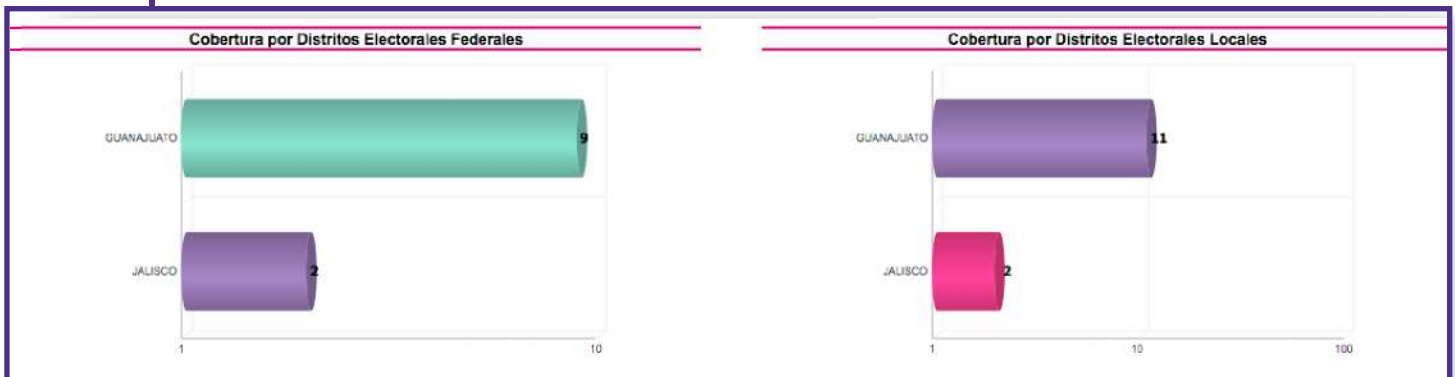 Cobertura por Distritos Electorales Federales
GUANAJUATO
9
JALISCO
2
1
10
Cobertura por Distritos Electorales Locales
GUANAJUATO
11
JALISCO
2
1
10
100